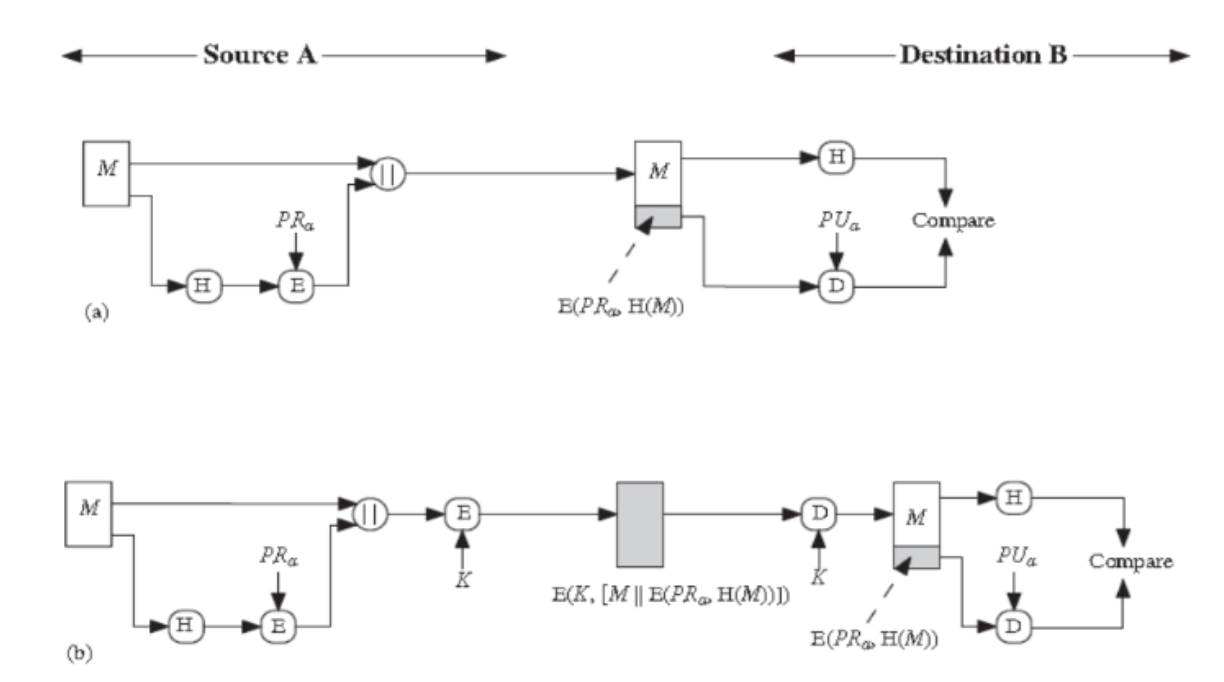 Source A
Destination B
M
||
M
H
PRₐ
PUₐ
Compare
H
E
D
E(PRₐ, H(M))
(a)
M
||
E
D
M
H
PRₐ
K
K
PUₐ
Compare
E(K, [M || E(PRₐ, H(M))])
H
E
D
E(PRₐ, H(M))
(b)